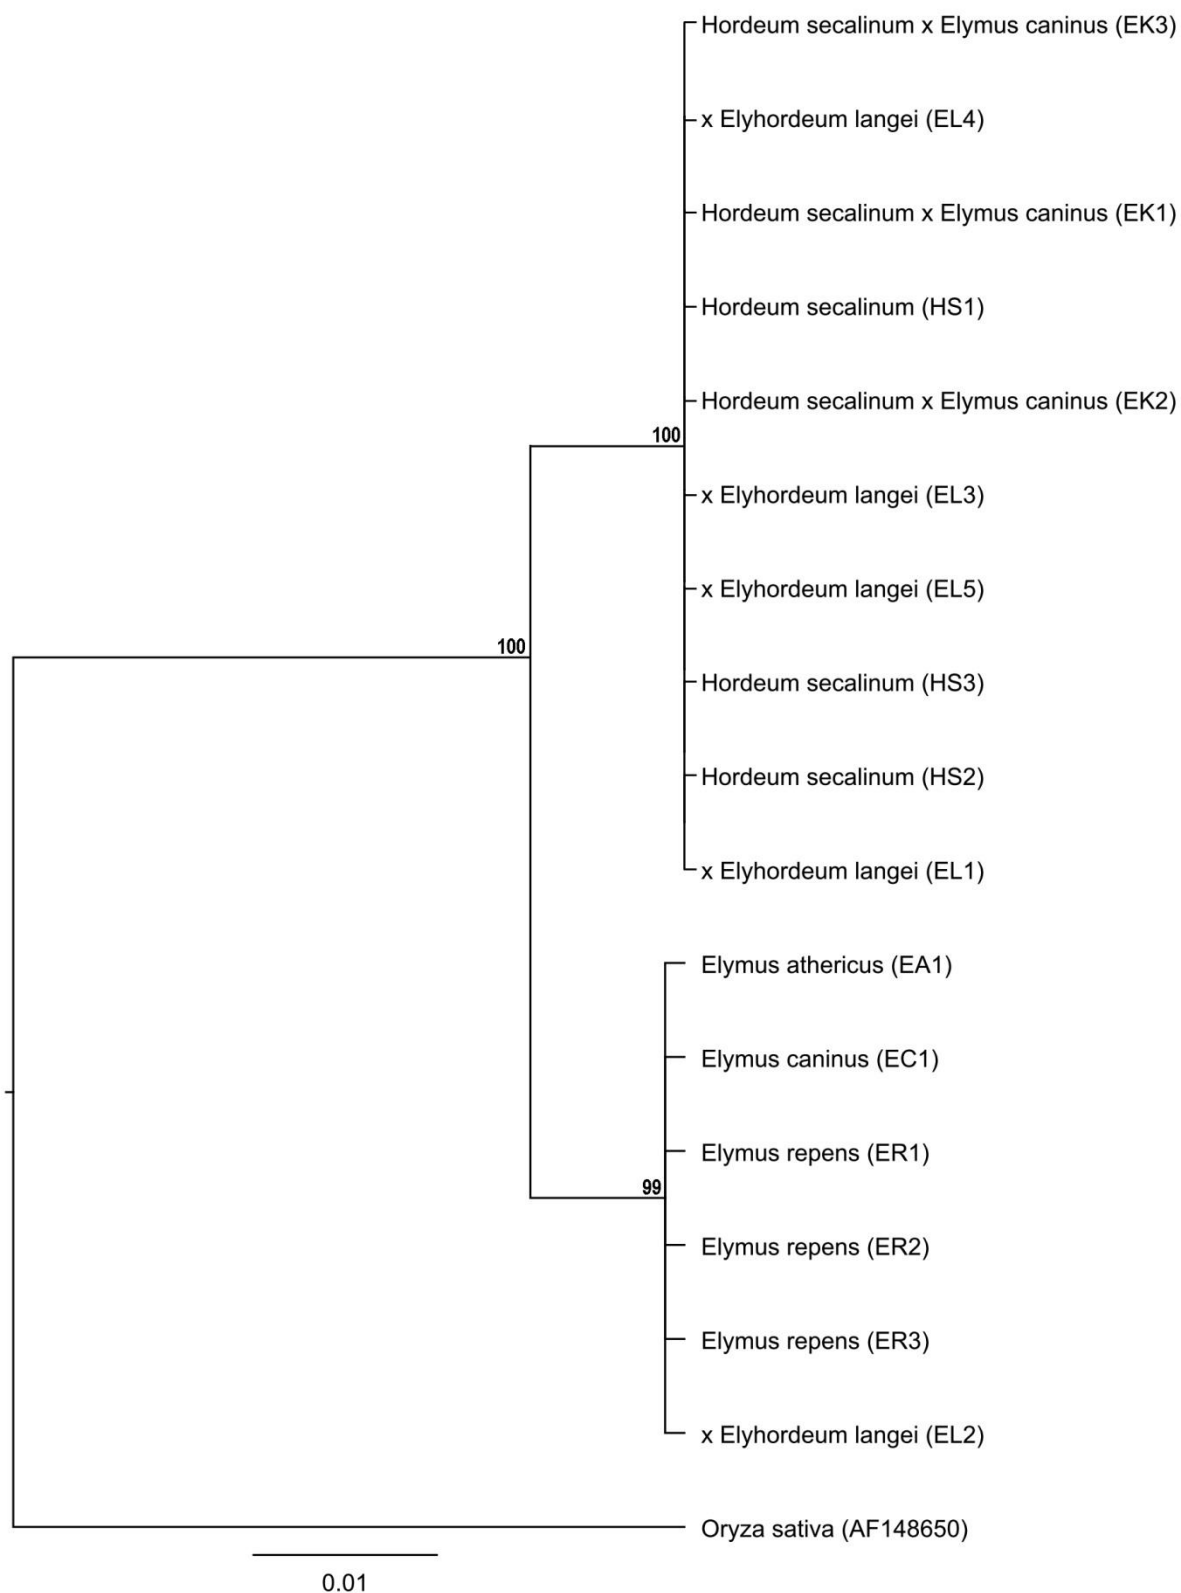 Hordeum secalinum x Elymus caninus (EK3)
x Elyhordeum langei (EL4)
Hordeum secalinum x Elymus caninus (EK1)
Hordeum secalinum (HS1)
Hordeum secalinum x Elymus caninus (EK2)
100
x Elyhordeum langei (EL3)
x Elyhordeum langei (EL5)
100
Hordeum secalinum (HS3)
Hordeum secalinum (HS2)
x Elyhordeum langei (EL1)
Elymus athericus (EA1)
Elymus caninus (EC1)
Elymus repens (ER1)
99
Elymus repens (ER2)
Elymus repens (ER3)
x Elyhordeum langei (EL2)
Oryza sativa (AF148650)
0.01